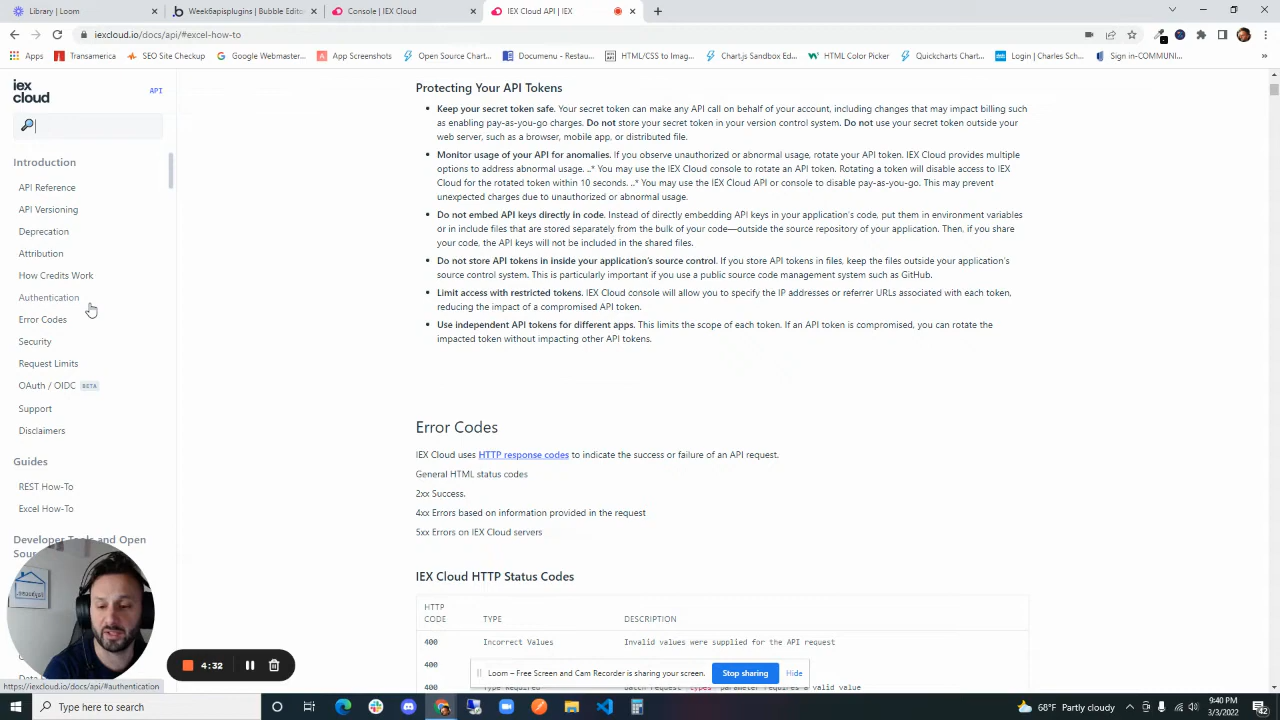 Library | Loom
Week6apisplugins | Bubble Editor
Console | IEX Cloud
IEX Cloud API | IEX
iexcloud.io/docs/api/#excel-how-to
Apps
Transamerica
SEO Site Checkup
Google Webmaster...
App Screenshots
Open Source Chart...
Documenu - Restau...
HTML/CSS to Imag...
Chart.js Sandbox Ed...
HTML Color Picker
Quickcharts Chart...
Login | Charles Sch...
Sign in-COMMUNI...
iex
cloud
API
Introduction
API Reference
API Versioning
Deprecation
Attribution
How Credits Work
Authentication
Error Codes
Security
Request Limits
OAuth / OIDC BETA
Support
Disclaimers
Guides
REST How-To
Excel How-To
Developer Tools and Open
https://iexcloud.io/docs/api/#authentication
Protecting Your API Tokens
• Keep your secret token safe. Your secret token can make any API call on behalf of your account, including changes that may impact billing such
as enabling pay-as-you-go charges. Do not store your secret token in your version control system. Do not use your secret token outside your
web server, such as a browser, mobile app, or distributed file.
• Monitor usage of your API for anomalies. If you observe unauthorized or abnormal usage, rotate your API token. IEX Cloud provides multiple
options to address abnormal usage. ..* You may use the IEX Cloud console to rotate an API token. Rotating a token will disable access to IEX
Cloud for the rotated token within 10 seconds. ..* You may use the IEX Cloud API or console to disable pay-as-you-go. This may prevent
unexpected charges due to unauthorized or abnormal usage.
• Do not embed API keys directly in code. Instead of directly embedding API keys in your application's code, put them in environment variables
or in include files that are stored separately from the bulk of your code—outside the source repository of your application. Then, if you share
your code, the API keys will not be included in the shared files.
• Do not store API tokens in inside your application's source control. If you store API tokens in files, keep the files outside your application's
source control system. This is particularly important if you use a public source code management system such as GitHub.
• Limit access with restricted tokens. IEX Cloud console will allow you to specify the IP addresses or referrer URLs associated with each token,
reducing the impact of a compromised API token.
• Use independent API tokens for different apps. This limits the scope of each token. If an API token is compromised, you can rotate the
impacted token without impacting other API tokens.
Error Codes
IEX Cloud uses HTTP response codes to indicate the success or failure of an API request.
General HTML status codes
2xx Success.
4xx Errors based on information provided in the request
5xx Errors on IEX Cloud servers
IEX Cloud HTTP Status Codes
HTTP
CODE TYPE DESCRIPTION
400 Incorrect Values Invalid values were supplied for the API request
400
400
4:32
Loom – Free Screen and Cam Recorder is sharing your screen.
Stop sharing
Hide
Type here to search
68°F Partly cloudy
9:40 PM
3/3/2022